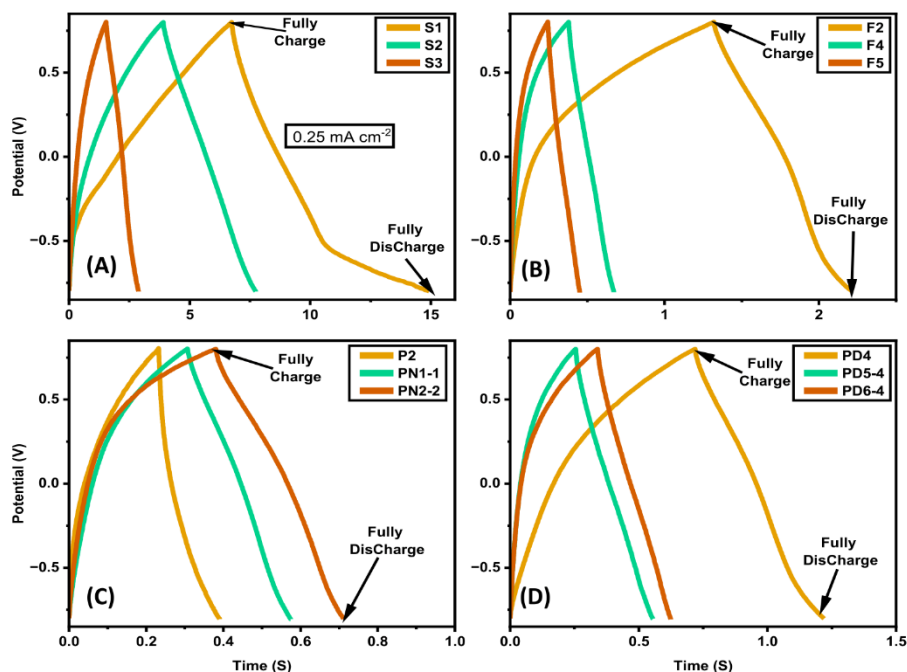 Fully
Charge
S1
S2
S3
0.25 mA cm⁻²
Fully
DisCharge
(A)
Potential (V)
0.5
0.0
−0.5
0
5
10
15
Fully
Charge
F2
F4
F5
Fully
DisCharge
(B)
0.5
0.0
−0.5
0
1
2
Fully
Charge
P2
PN1-1
PN2-2
Fully
DisCharge
(C)
Potential (V)
0.5
0.0
−0.5
0.0
0.2
0.4
0.6
0.8
1.0
Time (S)
Fully
Charge
PD4
PD5-4
PD6-4
Fully
DisCharge
(D)
0.5
0.0
−0.5
0.0
0.5
1.0
1.5
Time (S)